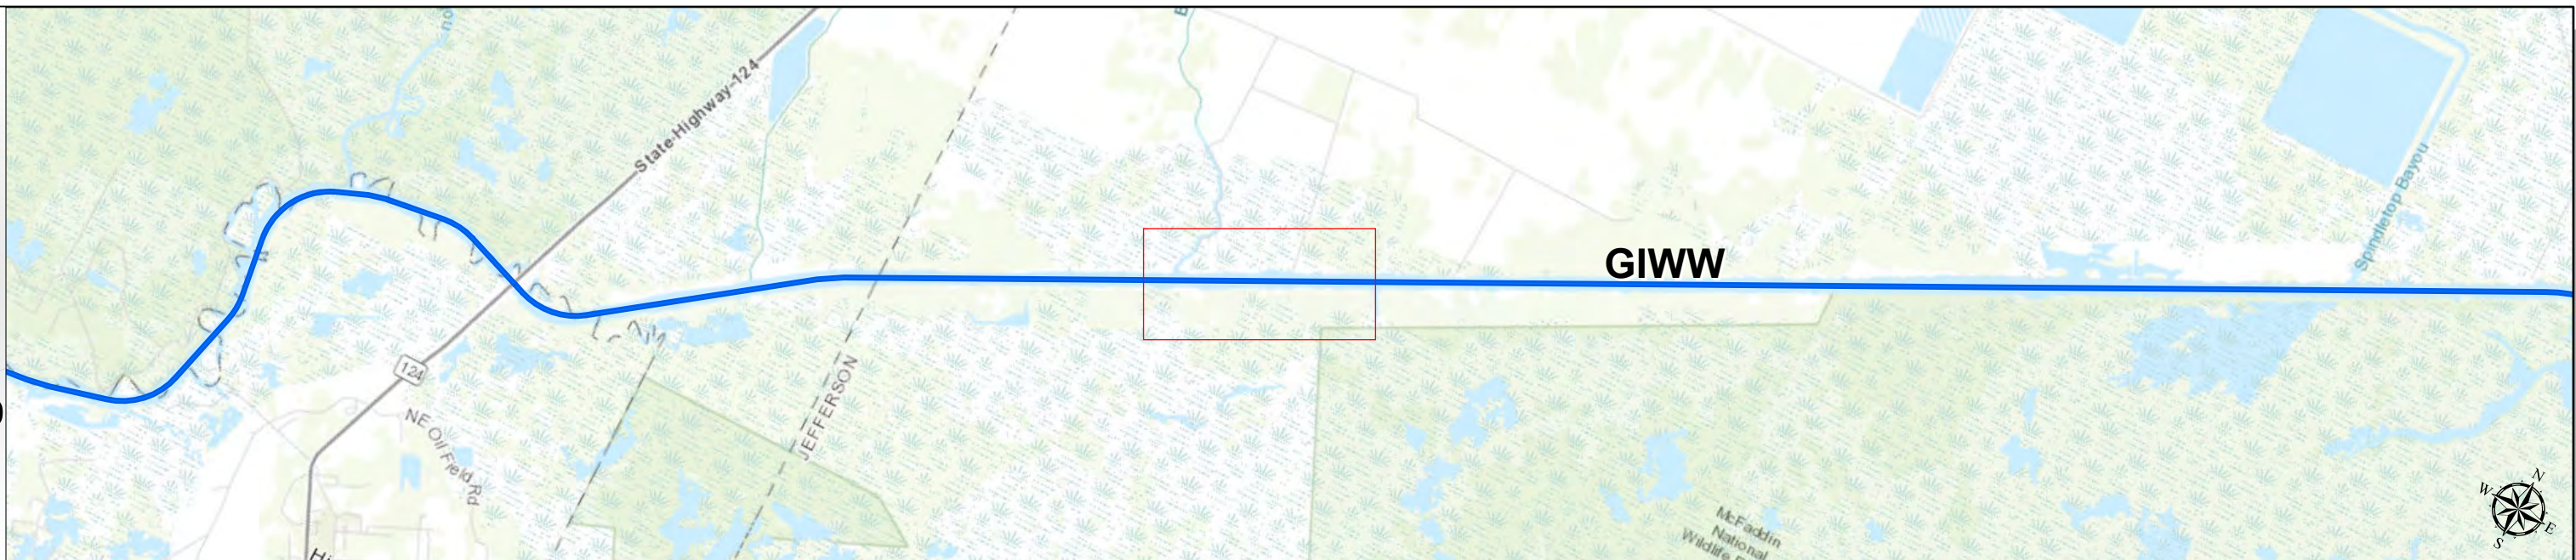 State-Highway-124
GIWW
Spindletop Bayou
124
JEFFERSON
NE Oil Field Rd
McFaddin
National
Wildlife
N
W
E
S